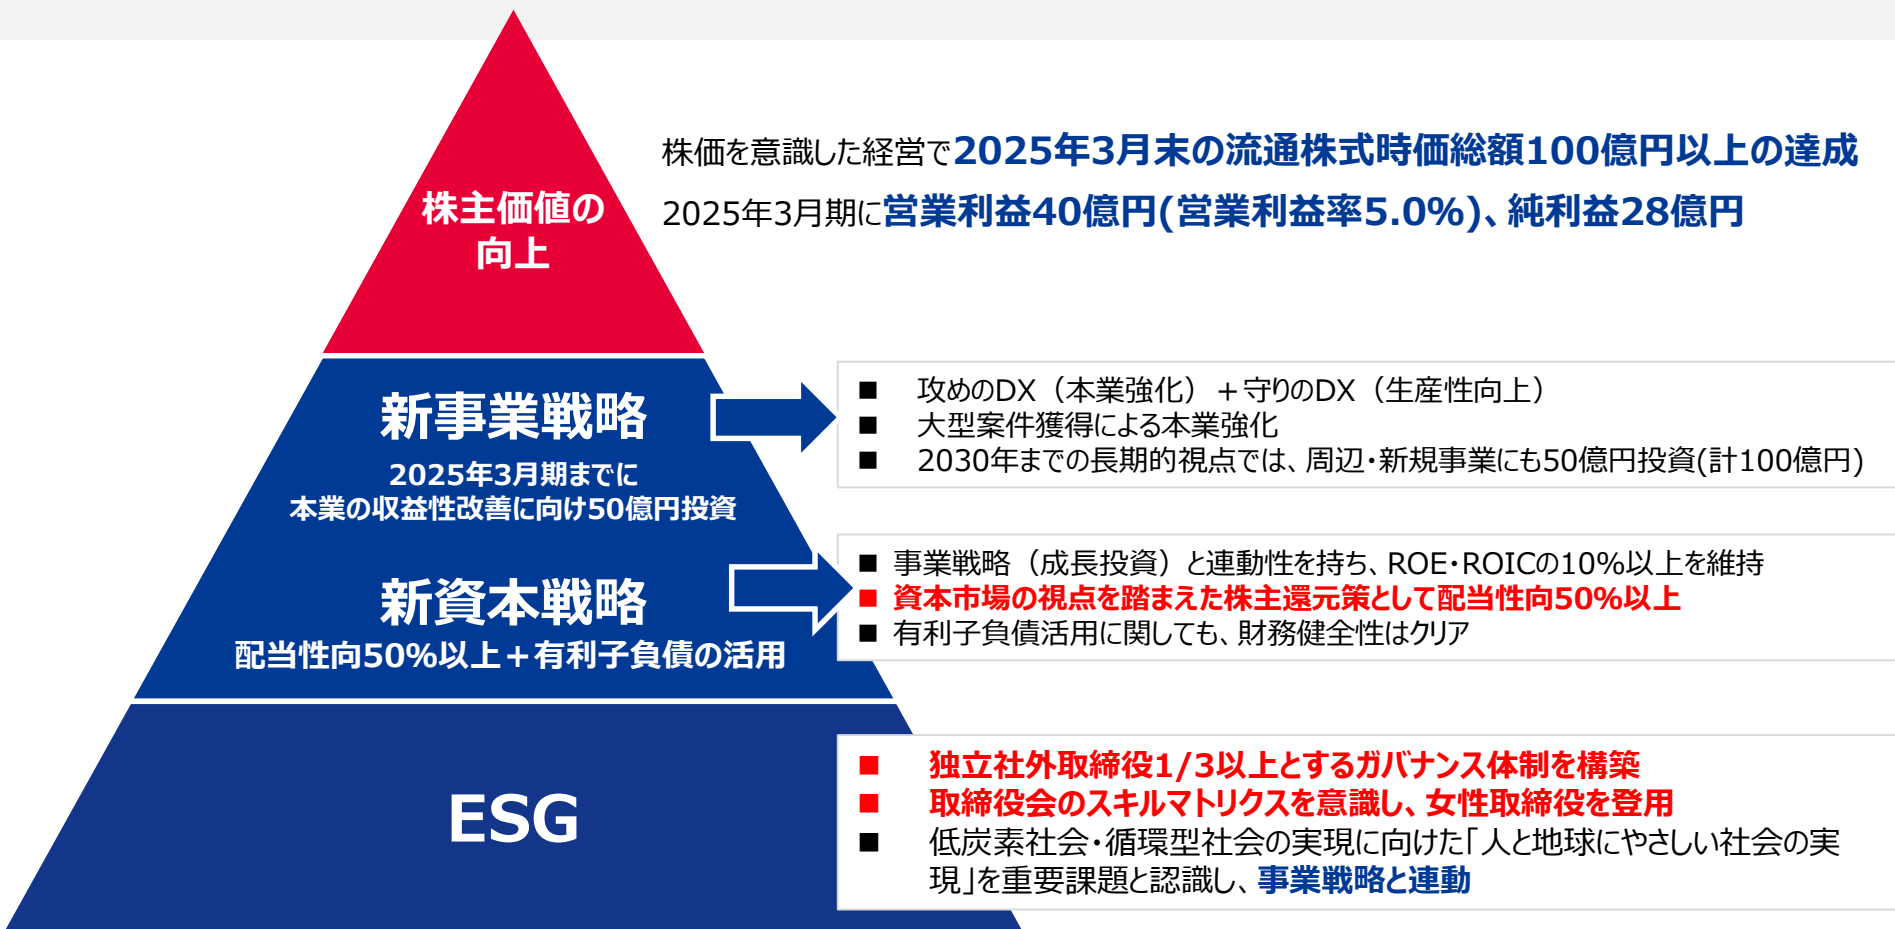 株価を意識した経営で2025年3月末の流通株式時価総額100億円以上の達成
2025年3月期に営業利益40億円(営業利益率5.0%)、純利益28億円
株主価値の
向上
新事業戦略
2025年3月期までに
本業の収益性改善に向け50億円投資
■ 攻めのDX（本業強化）+守りのDX（生産性向上）
■ 大型案件獲得による本業強化
■ 2030年までの長期的視点では、周辺・新規事業にも50億円投資(計100億円)
新資本戦略
配当性向50%以上+有利子負債の活用
■ 事業戦略（成長投資）と連動性を持ち、ROE・ROICの10%以上を維持
■ 資本市場の視点を踏まえた株主還元策として配当性向50%以上
■ 有利子負債活用に関しても、財務健全性はクリア
ESG
■ 独立社外取締役1/3以上とするガバナンス体制を構築
■ 取締役会のスキルマトリクスを意識し、女性取締役を登用
■ 低炭素社会・循環型社会の実現に向けた「人と地球にやさしい社会の実
現」を重要課題と認識し、事業戦略と連動